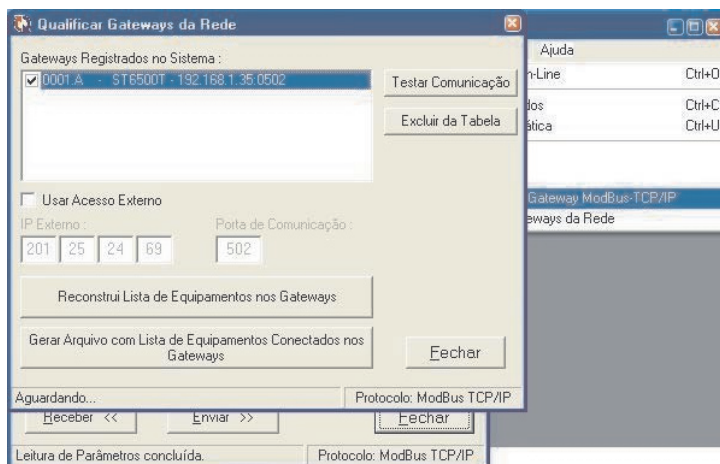 Qualificar Gateways da Rede
Gateways Registrados no Sistema :
0001 A - ST6500T - 192.168.1.35:0502
Testar Comunicação
Excluir da Tabela
Usar Acesso Externo
IP Externo :
Porta de Comunicação :
201 25 24 69
502
Reconstrui Lista de Equipamentos nos Gateways
Gerar Arquivo com Lista de Equipamentos Conectados nos
Gateways
Fechar
Aguardando...
Protocolo: ModBus TCP/IP
Ajuda
n-Line Ctrl+O
dos Ctrl+C
ática Ctrl+U
Gateway ModBus-TCP/IP
eways da Rede
Receber <<
Enviar >>
Fechar
Leitura de Parâmetros concluída.
Protocolo: ModBus TCP/IP